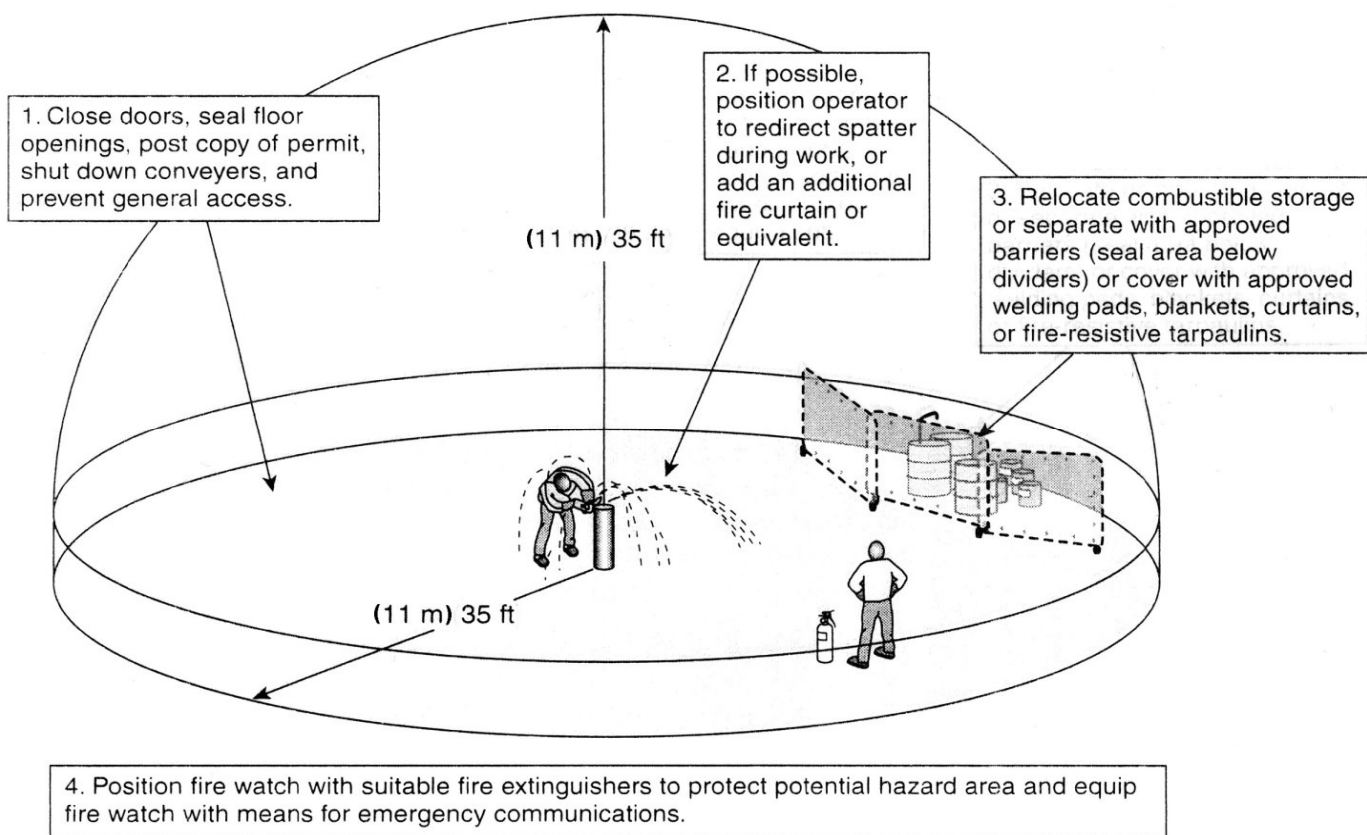 1. Close doors, seal floor
openings, post copy of permit,
shut down conveyers, and
prevent general access.
2. If possible,
position operator
to redirect spatter
during work, or
add an additional
fire curtain or
equivalent.
3. Relocate combustible storage
or separate with approved
barriers (seal area below
dividers) or cover with approved
welding pads, blankets, curtains,
or fire-resistive tarpaulins.
(11 m) 35 ft
(11 m) 35 ft
4. Position fire watch with suitable fire extinguishers to protect potential hazard area and equip
fire watch with means for emergency communications.